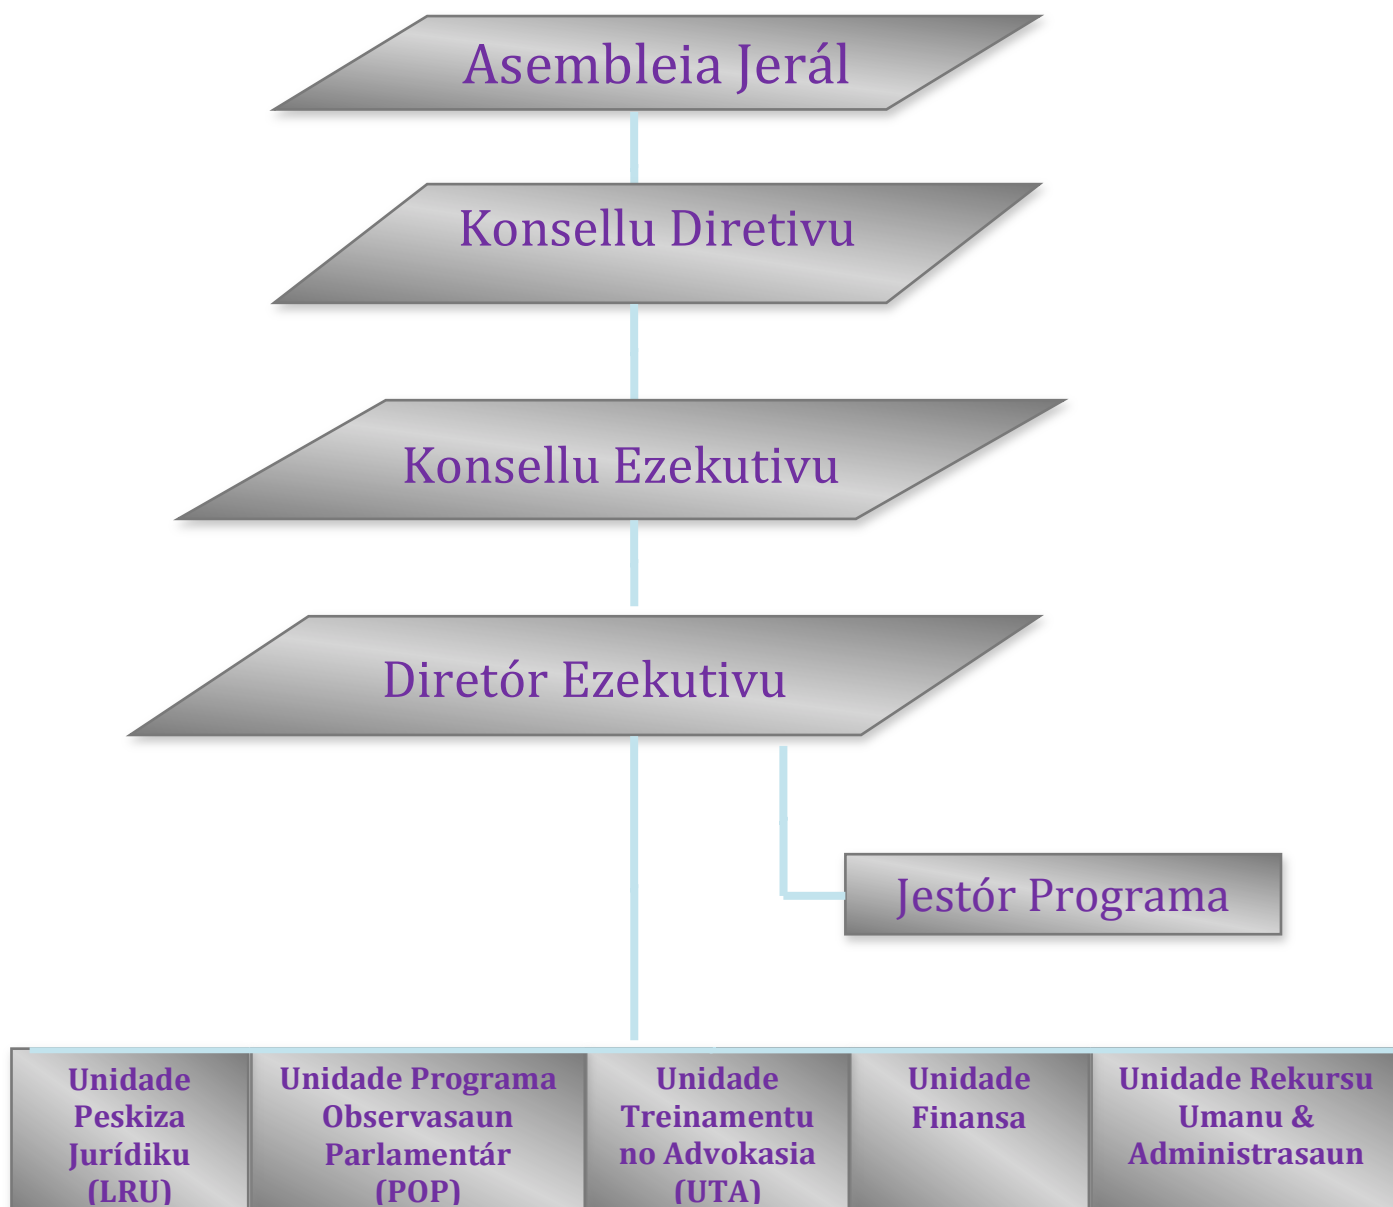 Asembleia Jerál
Konsellu Diretivu
Konsellu Ezekutivu
Diretór Ezekutivu
Jestór Programa
Unidade
Peskiza
Jurídiku
(LRU)
Unidade Programa
Observasaun
Parlamentár
(POP)
Unidade
Treinamentu
no Advokasia
(UTA)
Unidade
Finansa
Unidade Rekursu
Umanu &
Administrasaun